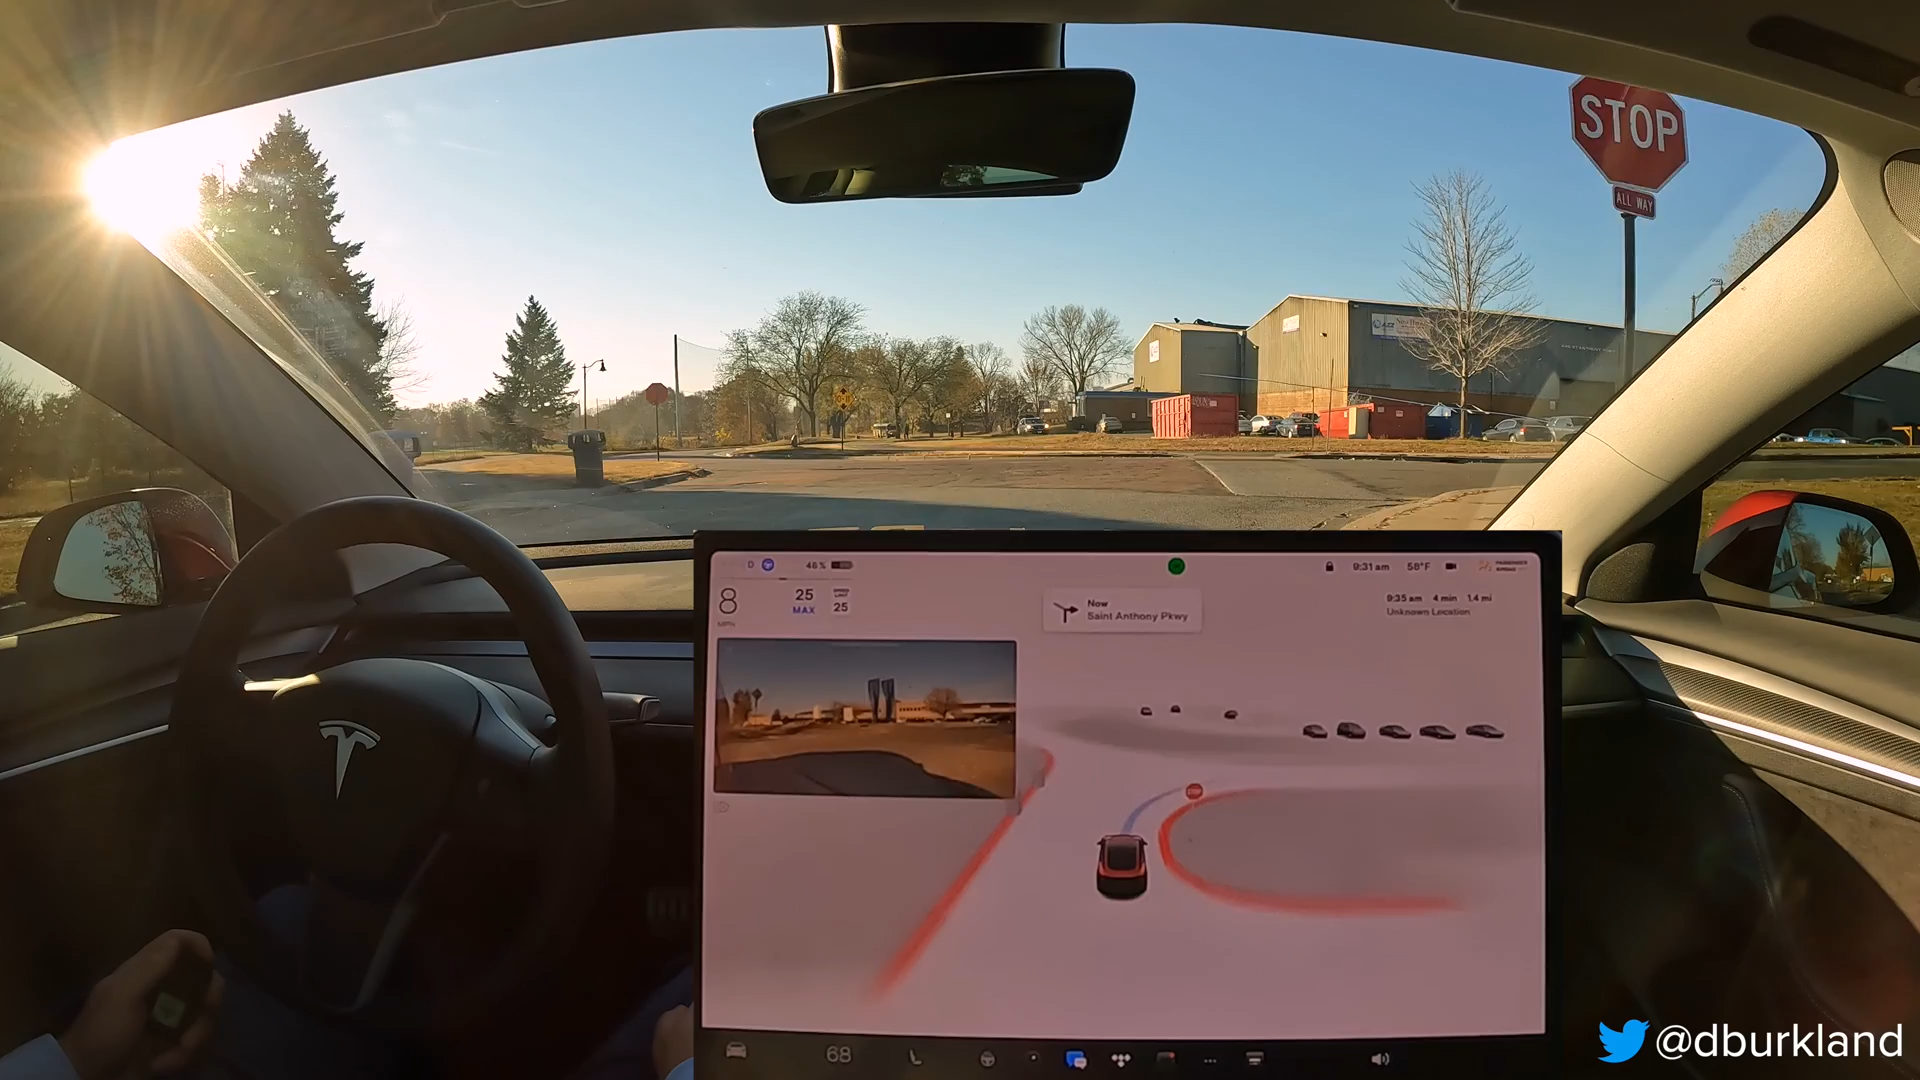 STOP
ALL WAY
D
46%
9:31 am
58°F
8
25
MAX
25
Now
Saint Anthony Pkwy
9:35 am 4 min 1.4 mi
Unknown Location
68
@dburkland